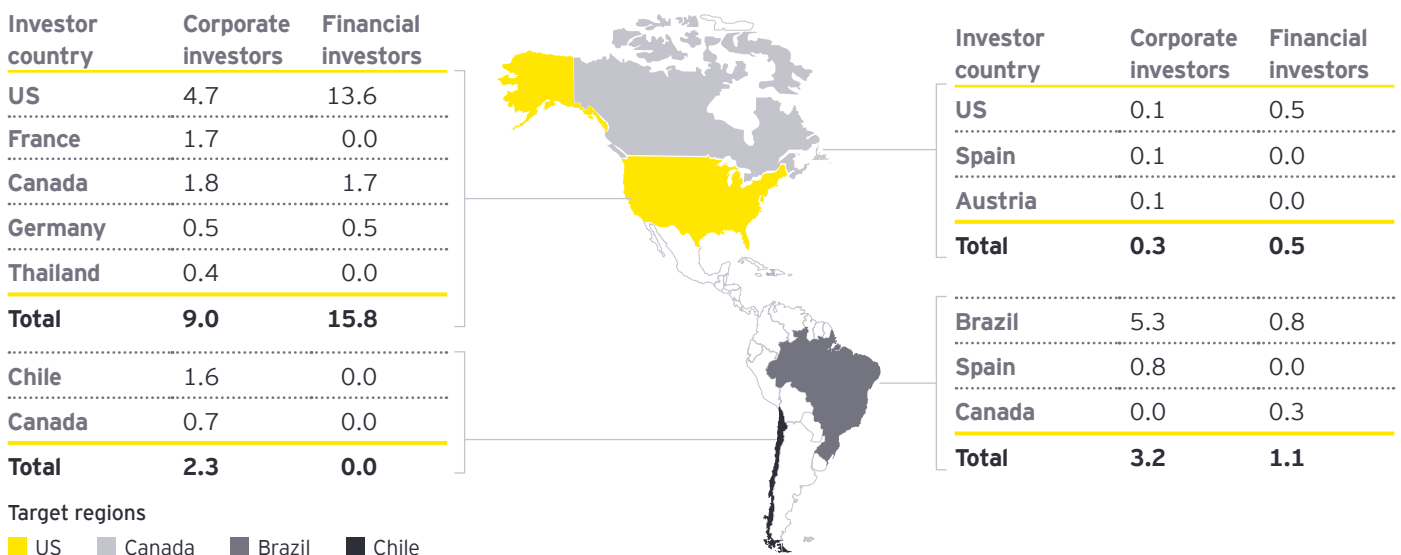 Investor country Corporate investors Financial investors
US 4.7 13.6
France 1.7 0.0
Canada 1.8 1.7
Germany 0.5 0.5
Thailand 0.4 0.0
Total 9.0 15.8
Chile 1.6 0.0
Canada 0.7 0.0
Total 2.3 0.0
Target regions
US Canada Brazil Chile
Investor country Corporate investors Financial investors
US 0.1 0.5
Spain 0.1 0.0
Austria 0.1 0.0
Total 0.3 0.5
Brazil 5.3 0.8
Spain 0.8 0.0
Canada 0.0 0.3
Total 3.2 1.1